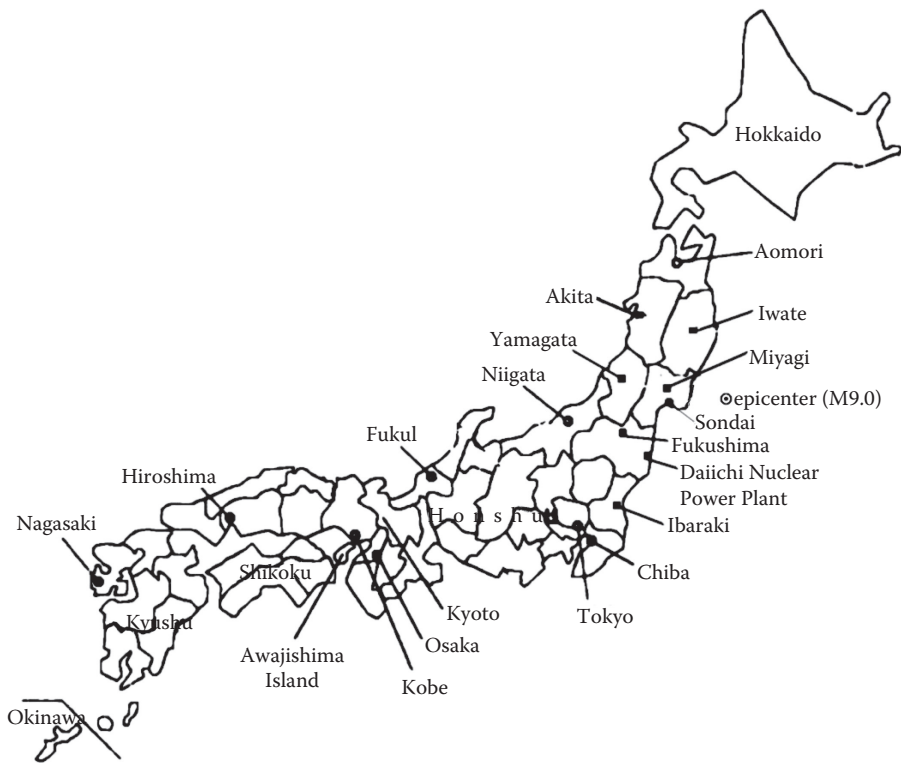 Hokkaido
Aomori
Akita
Iwate
Yamagata
Miyagi
Niigata
epicenter (M9.0)
Sondai
Fukul
Fukushima
Daiichi Nuclear
Power Plant
Hiroshima
Honshu
Ibaraki
Nagasaki
Shikoku
Chiba
Kyushu
Kyoto
Tokyo
Osaka
Awajishima
Island
Kobe
Okinawa